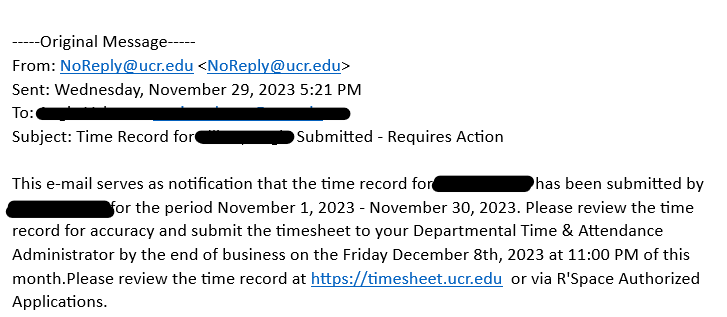 -----Original Message-----
From: NoReply@ucr.edu <NoReply@ucr.edu>
Sent: Wednesday, November 29, 2023 5:21 PM
To:
Subject: Time Record for Submitted - Requires Action
This e-mail serves as notification that the time record for has been submitted by
for the period November 1, 2023 - November 30, 2023. Please review the time
record for accuracy and submit the timesheet to your Departmental Time & Attendance
Administrator by the end of business on the Friday December 8th, 2023 at 11:00 PM of this
month.Please review the time record at https://timesheet.ucr.edu or via R'Space Authorized
Applications.